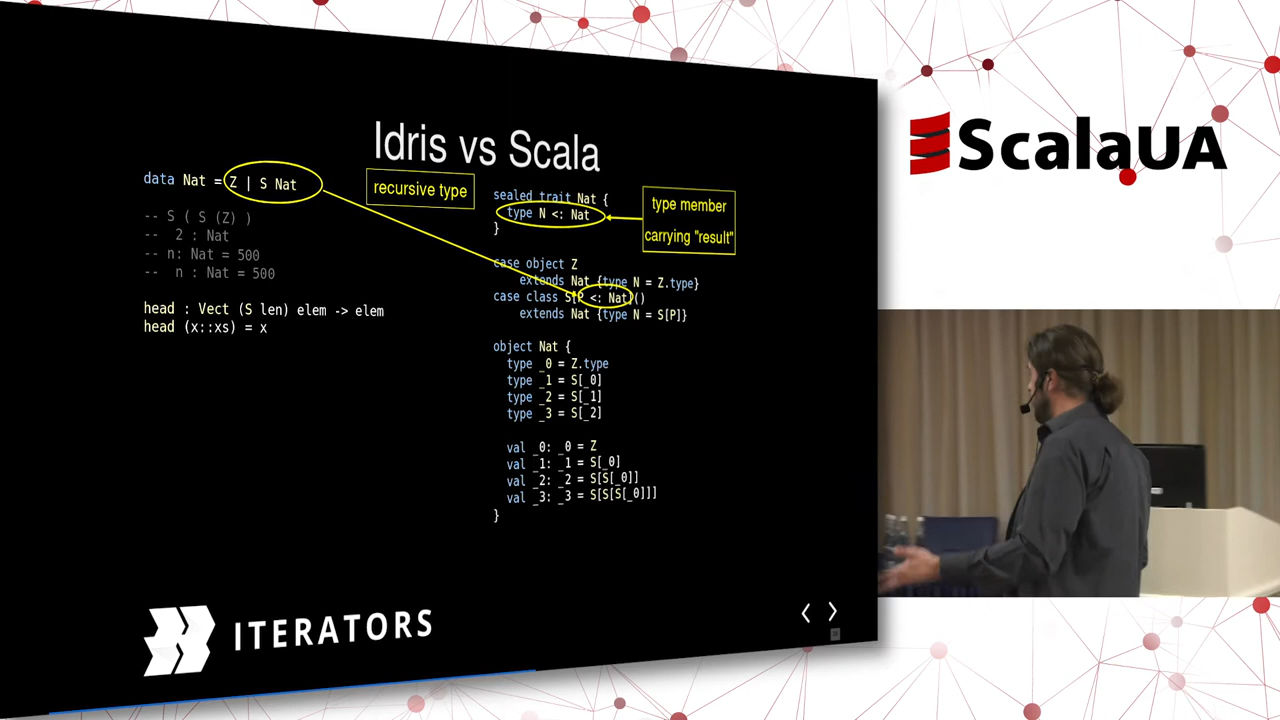 Idris vs Scala
data Nat = Z | S Nat
-- S ( S (Z) )
-- 2 : Nat
-- n: Nat = 500
-- n : Nat = 500
head : Vect (S len) elem -> elem
head (x::xs) = x
recursive type
sealed trait Nat {
type N <: Nat
}
type member
carrying "result"
case object Z
extends Nat {type N = Z.type}
case class S[P <: Nat]()
extends Nat {type N = S[P]}
object Nat {
type _0 = Z.type
type _1 = S[_0]
type _2 = S[_1]
type _3 = S[_2]
val _0: _0 = Z
val _1: _1 = S[_0]
val _2: _2 = S[S[_0]]
val _3: _3 = S[S[S[_0]]]
}
ITERATORS
ScalaUA